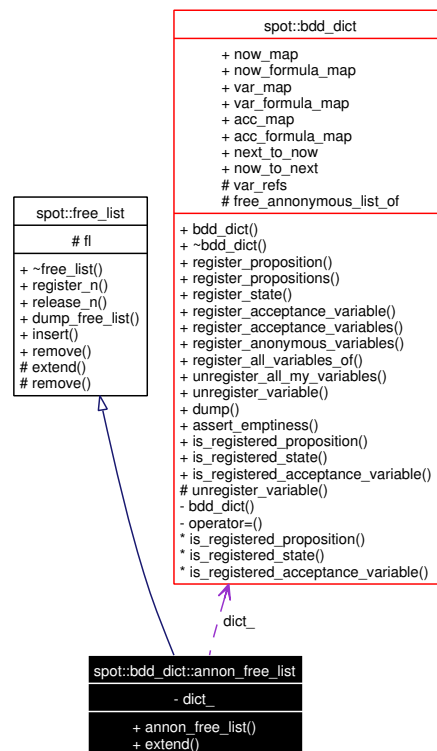 spot::bdd_dict
+ now_map
+ now_formula_map
+ var_map
+ var_formula_map
+ acc_map
+ acc_formula_map
+ next_to_now
+ now_to_next
# var_refs
# free_annonymous_list_of
+ bdd_dict()
+ ~bdd_dict()
+ register_proposition()
+ register_propositions()
+ register_state()
+ register_acceptance_variable()
+ register_acceptance_variables()
+ register_anonymous_variables()
+ register_all_variables_of()
+ unregister_all_my_variables()
+ unregister_variable()
+ dump()
+ assert_emptiness()
+ is_registered_proposition()
+ is_registered_state()
+ is_registered_acceptance_variable()
# unregister_variable()
- bdd_dict()
- operator=()
* is_registered_proposition()
* is_registered_state()
* is_registered_acceptance_variable()
spot::free_list
# fl
+ ~free_list()
+ register_n()
+ release_n()
+ dump_free_list()
+ insert()
+ remove()
# extend()
# remove()
dict_
spot::bdd_dict::annon_free_list
- dict_
+ annon_free_list()
+ extend()